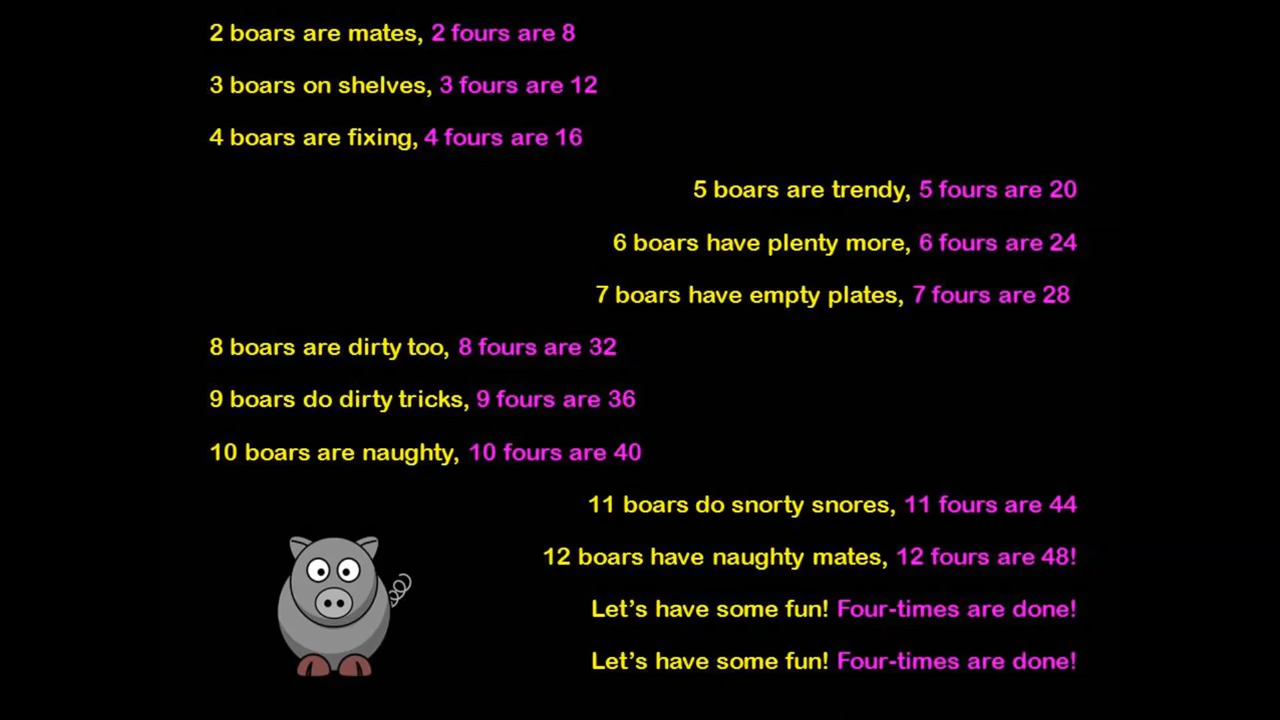 2 boars are mates, 2 fours are 8
3 boars on shelves, 3 fours are 12
4 boars are fixing, 4 fours are 16
5 boars are trendy, 5 fours are 20
6 boars have plenty more, 6 fours are 24
7 boars have empty plates, 7 fours are 28
8 boars are dirty too, 8 fours are 32
9 boars do dirty tricks, 9 fours are 36
10 boars are naughty, 10 fours are 40
11 boars do snorty snores, 11 fours are 44
12 boars have naughty mates, 12 fours are 48!
Let’s have some fun! Four-times are done!
Let’s have some fun! Four-times are done!